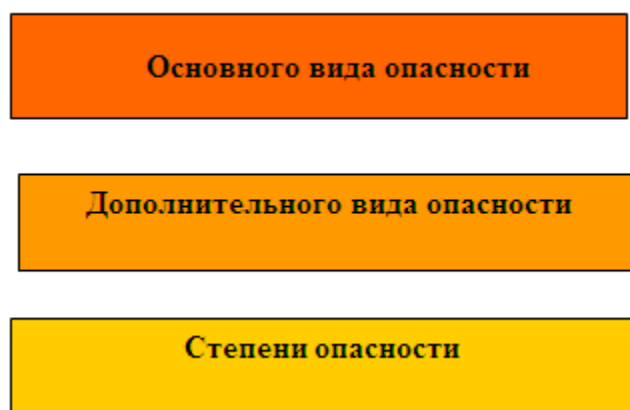 Основного вида опасности
Дополнительного вида опасности
Степени опасности